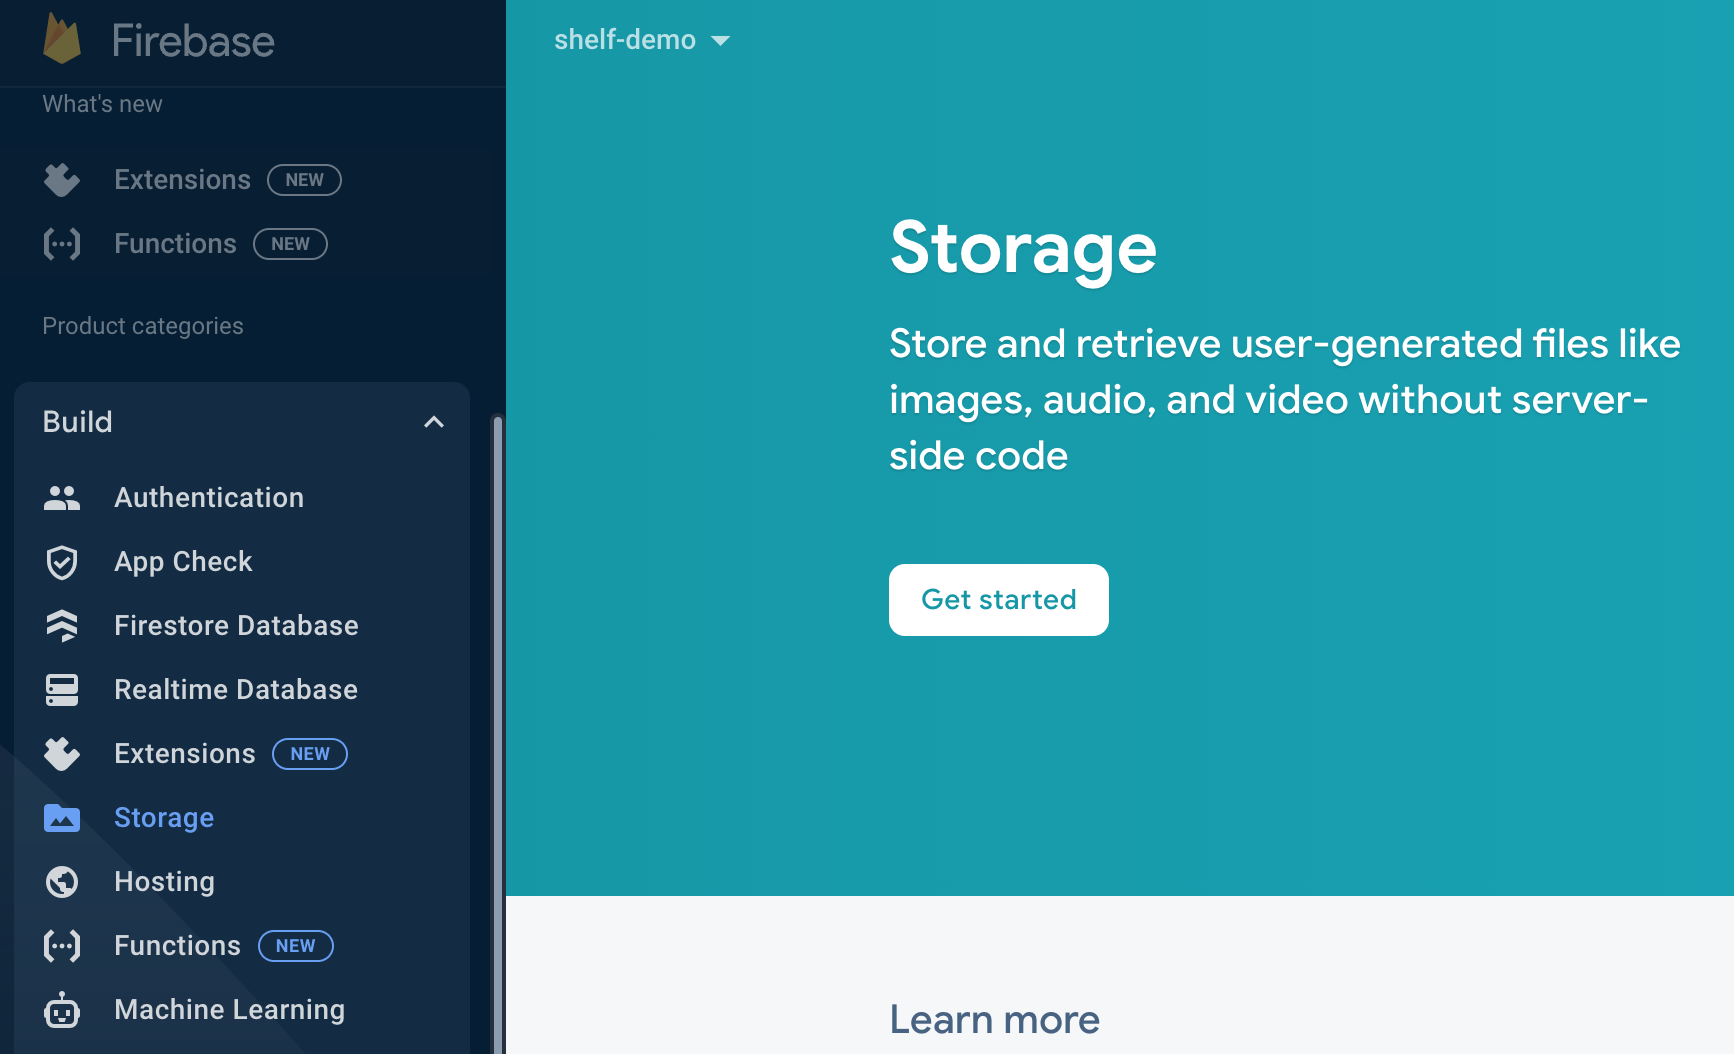 Firebase
What's new
Extensions NEW
Functions NEW
Product categories
Build
Authentication
App Check
Firestore Database
Realtime Database
Extensions NEW
Storage
Hosting
Functions NEW
Machine Learning
shelf-demo
Storage
Store and retrieve user-generated files like
images, audio, and video without server-
side code
Get started
Learn more